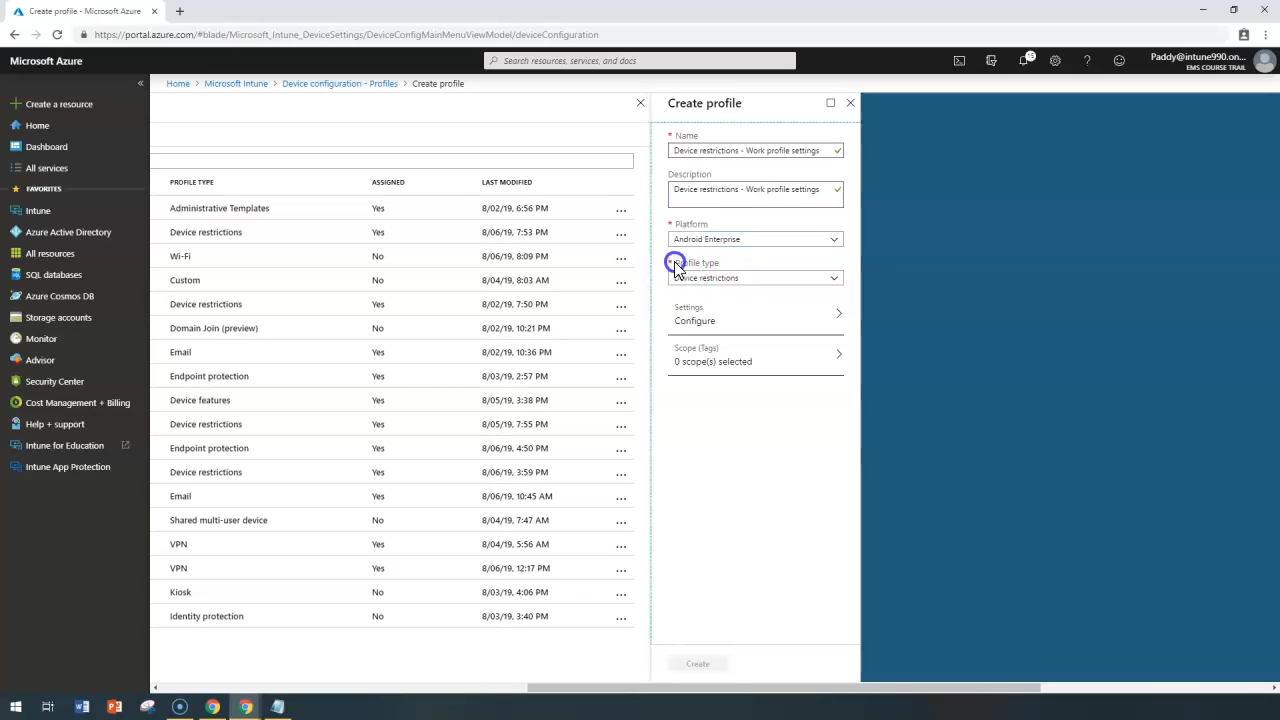 Create profile - Microsoft Azure
https://portal.azure.com/#blade/Microsoft_Intune_DeviceSettings/DeviceConfigMainMenuViewModel/deviceConfiguration
Microsoft Azure
Search resources, services, and docs
15
Paddy@intune990.on...
EMS COURSE TRAIL
Home > Microsoft Intune > Device configuration - Profiles > Create profile
Create a resource
Home
Dashboard
All services
FAVORITES
Intune
Azure Active Directory
All resources
SQL databases
Azure Cosmos DB
Storage accounts
Monitor
Advisor
Security Center
Cost Management + Billing
Help + support
Intune for Education
Intune App Protection
PROFILE TYPE ASSIGNED LAST MODIFIED
Administrative Templates Yes 8/02/19, 6:56 PM ...
Device restrictions Yes 8/06/19, 7:53 PM ...
Wi-Fi No 8/06/19, 8:09 PM ...
Custom No 8/04/19, 8:03 AM ...
Device restrictions Yes 8/02/19, 7:50 PM ...
Domain Join (preview) No 8/02/19, 10:21 PM ...
Email Yes 8/02/19, 10:36 PM ...
Endpoint protection Yes 8/03/19, 2:57 PM ...
Device features Yes 8/05/19, 3:38 PM ...
Device restrictions Yes 8/05/19, 7:55 PM ...
Endpoint protection Yes 8/06/19, 4:50 PM ...
Device restrictions Yes 8/06/19, 3:59 PM ...
Email Yes 8/06/19, 10:45 AM ...
Shared multi-user device No 8/04/19, 7:47 AM ...
VPN Yes 8/04/19, 5:56 AM ...
VPN Yes 8/06/19, 12:17 PM ...
Kiosk No 8/03/19, 4:06 PM ...
Identity protection No 8/03/19, 3:40 PM ...
Create profile
* Name
Device restrictions - Work profile settings
Description
Device restrictions - Work profile settings
* Platform
Android Enterprise
* Profile type
Device restrictions
Settings
Configure
Scope (Tags)
0 scope(s) selected
Create